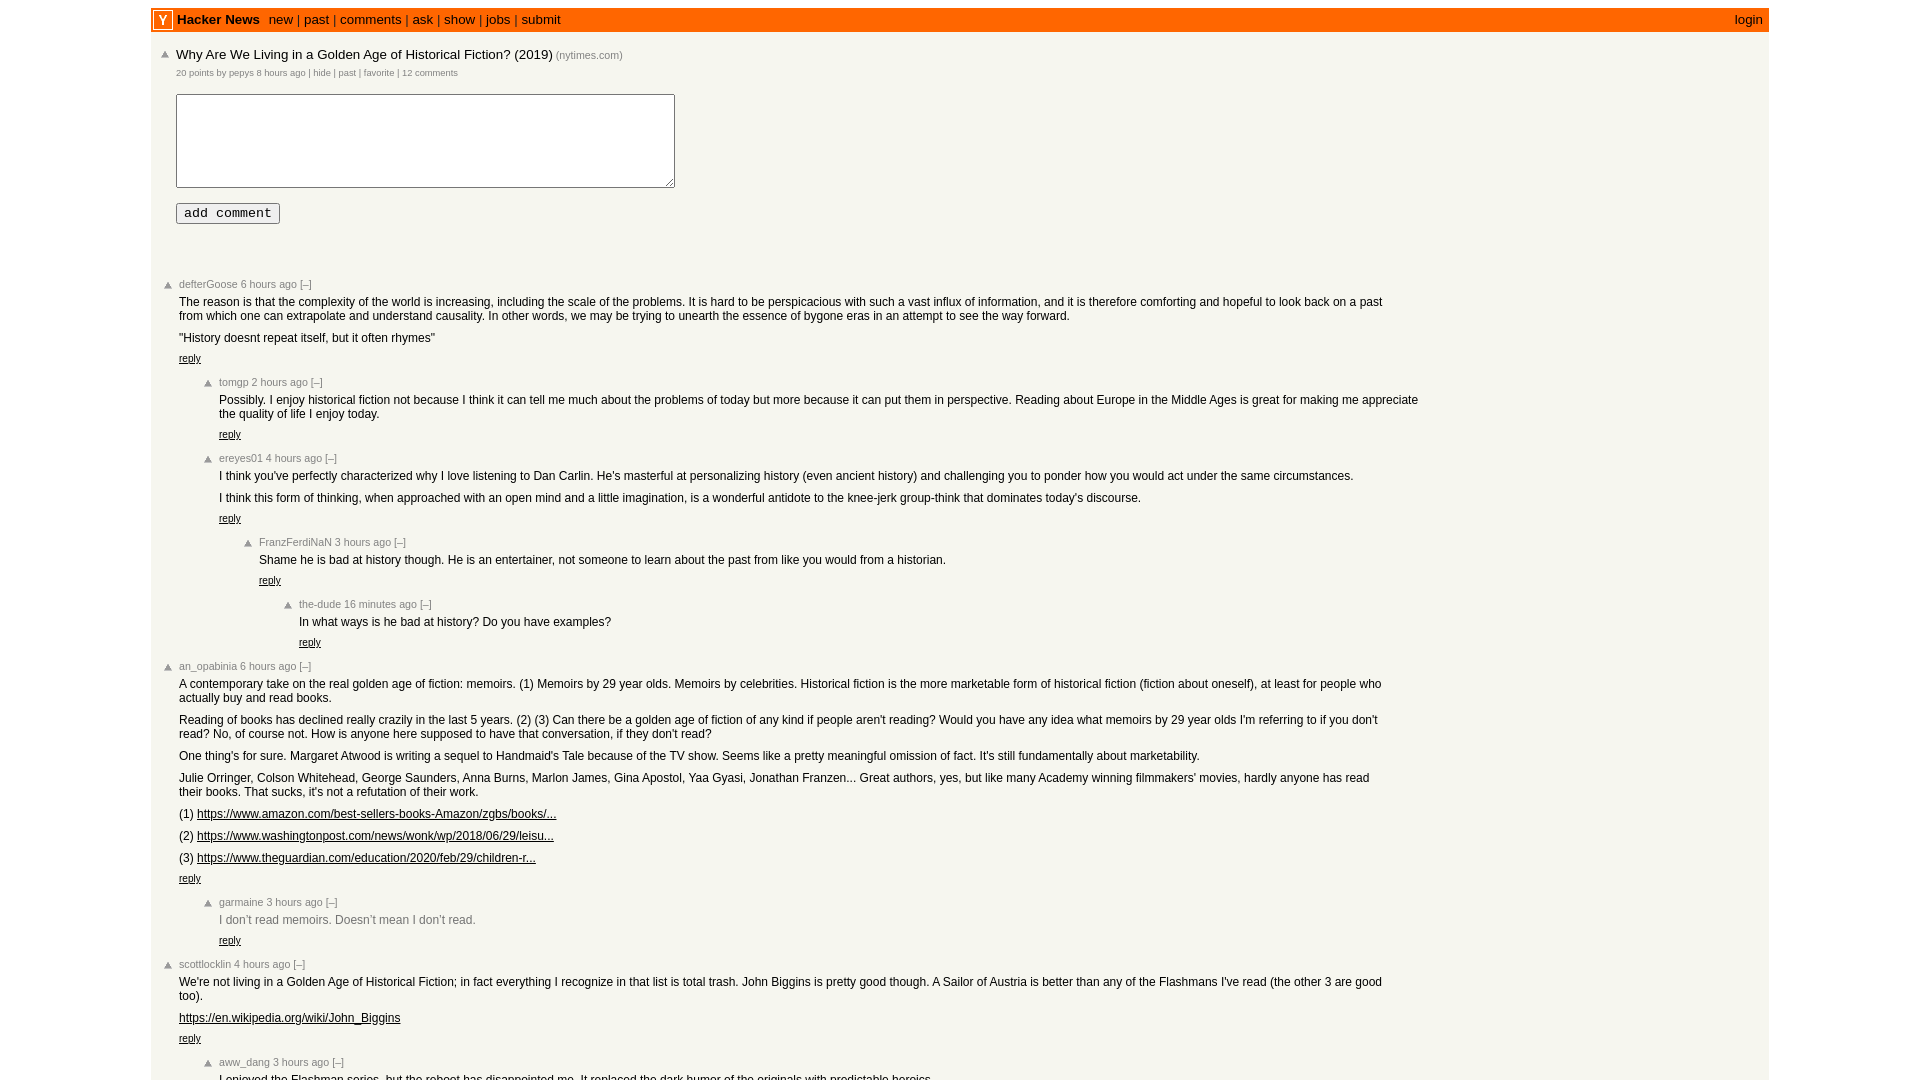 Y Hacker News new | past | comments | ask | show | jobs | submit login
Why Are We Living in a Golden Age of Historical Fiction? (2019) (nytimes.com)
20 points by pepys 8 hours ago | hide | past | favorite | 12 comments
add comment
defterGoose 6 hours ago [–]
The reason is that the complexity of the world is increasing, including the scale of the problems. It is hard to be perspicacious with such a vast influx of information, and it is therefore comforting and hopeful to look back on a past
from which one can extrapolate and understand causality. In other words, we may be trying to unearth the essence of bygone eras in an attempt to see the way forward.
"History doesnt repeat itself, but it often rhymes"
reply
tomgp 2 hours ago [–]
Possibly. I enjoy historical fiction not because I think it can tell me much about the problems of today but more because it can put them in perspective. Reading about Europe in the Middle Ages is great for making me appreciate
the quality of life I enjoy today.
reply
ereyes01 4 hours ago [–]
I think you've perfectly characterized why I love listening to Dan Carlin. He's masterful at personalizing history (even ancient history) and challenging you to ponder how you would act under the same circumstances.
I think this form of thinking, when approached with an open mind and a little imagination, is a wonderful antidote to the knee-jerk group-think that dominates today's discourse.
reply
FranzFerdiNaN 3 hours ago [–]
Shame he is bad at history though. He is an entertainer, not someone to learn about the past from like you would from a historian.
reply
the-dude 16 minutes ago [–]
In what ways is he bad at history? Do you have examples?
reply
an_opabinia 6 hours ago [–]
A contemporary take on the real golden age of fiction: memoirs. (1) Memoirs by 29 year olds. Memoirs by celebrities. Historical fiction is the more marketable form of historical fiction (fiction about oneself), at least for people who
actually buy and read books.
Reading of books has declined really crazily in the last 5 years. (2) (3) Can there be a golden age of fiction of any kind if people aren't reading? Would you have any idea what memoirs by 29 year olds I'm referring to if you don't
read? No, of course not. How is anyone here supposed to have that conversation, if they don't read?
One thing's for sure. Margaret Atwood is writing a sequel to Handmaid's Tale because of the TV show. Seems like a pretty meaningful omission of fact. It's still fundamentally about marketability.
Julie Orringer, Colson Whitehead, George Saunders, Anna Burns, Marlon James, Gina Apostol, Yaa Gyasi, Jonathan Franzen... Great authors, yes, but like many Academy winning filmmakers' movies, hardly anyone has read
their books. That sucks, it's not a refutation of their work.
(1) https://www.amazon.com/best-sellers-books-Amazon/zgbs/books/...
(2) https://www.washingtonpost.com/news/wonk/wp/2018/06/29/leisu...
(3) https://www.theguardian.com/education/2020/feb/29/children-r...
reply
garmaine 3 hours ago [–]
I don’t read memoirs. Doesn’t mean I don’t read.
reply
scottlocklin 4 hours ago [–]
We're not living in a Golden Age of Historical Fiction; in fact everything I recognize in that list is total trash. John Biggins is pretty good though. A Sailor of Austria is better than any of the Flashmans I've read (the other 3 are good
too).
https://en.wikipedia.org/wiki/John_Biggins
reply
aww_dang 3 hours ago [–]
I enjoyed the Flashman series, but the reboot has disappointed me. It replaced the dark humor of the originals with predictable heroics.